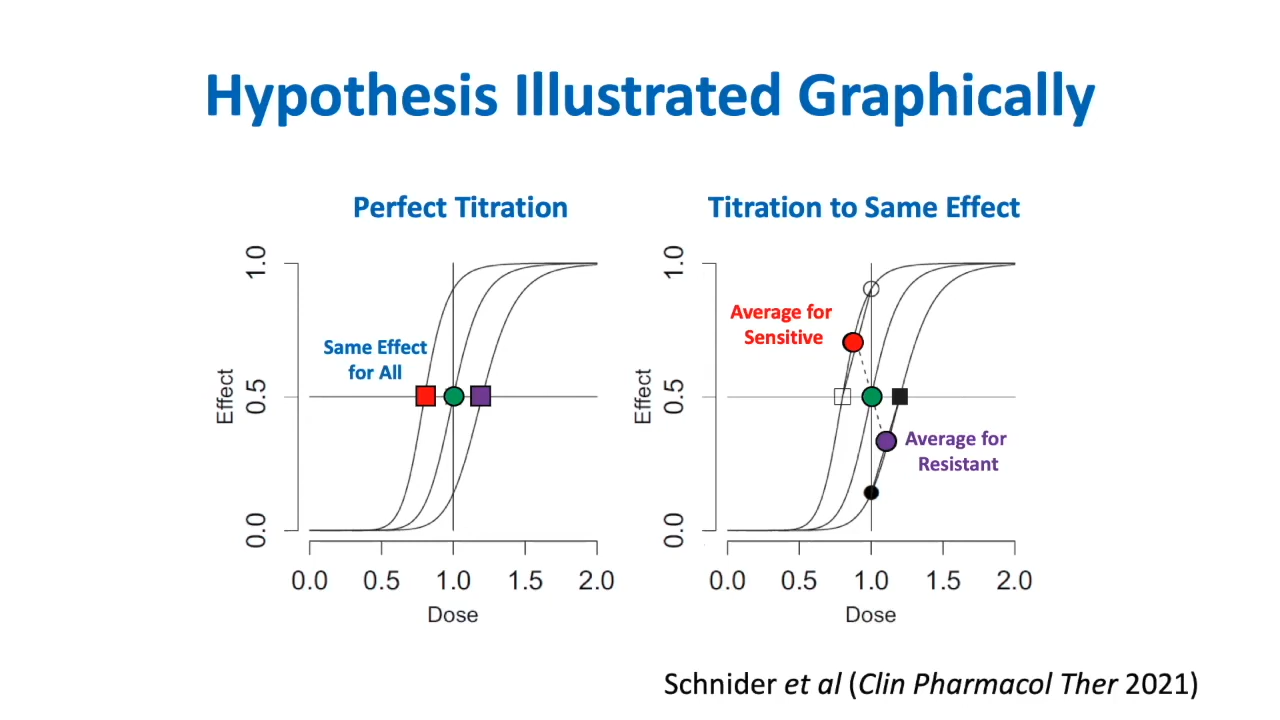 Hypothesis Illustrated Graphically
Perfect Titration
1.0
0.5
0.0
Effect
Same Effect
for All
0.0 0.5 1.0 1.5 2.0
Dose
Titration to Same Effect
1.0
0.5
0.0
Effect
Average for
Sensitive
Average for
Resistant
0.0 0.5 1.0 1.5 2.0
Dose
Schnider et al (Clin Pharmacol Ther 2021)